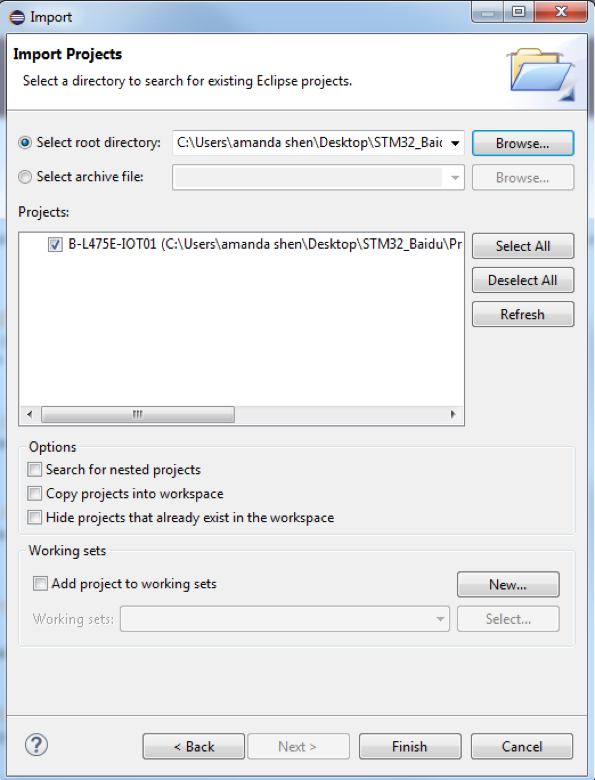 Import
Import Projects
Select a directory to search for existing Eclipse projects.
Select root directory: C:\Users\amanda shen\Desktop\STM32_Baid Browse...
Select archive file: Browse...
Projects:
B-L475E-IOT01 (C:\Users\amanda shen\Desktop\STM32_Baidu\Pr
Select All
Deselect All
Refresh
Options
Search for nested projects
Copy projects into workspace
Hide projects that already exist in the workspace
Working sets
Add project to working sets New...
Working sets: Select...
? < Back Next > Finish Cancel